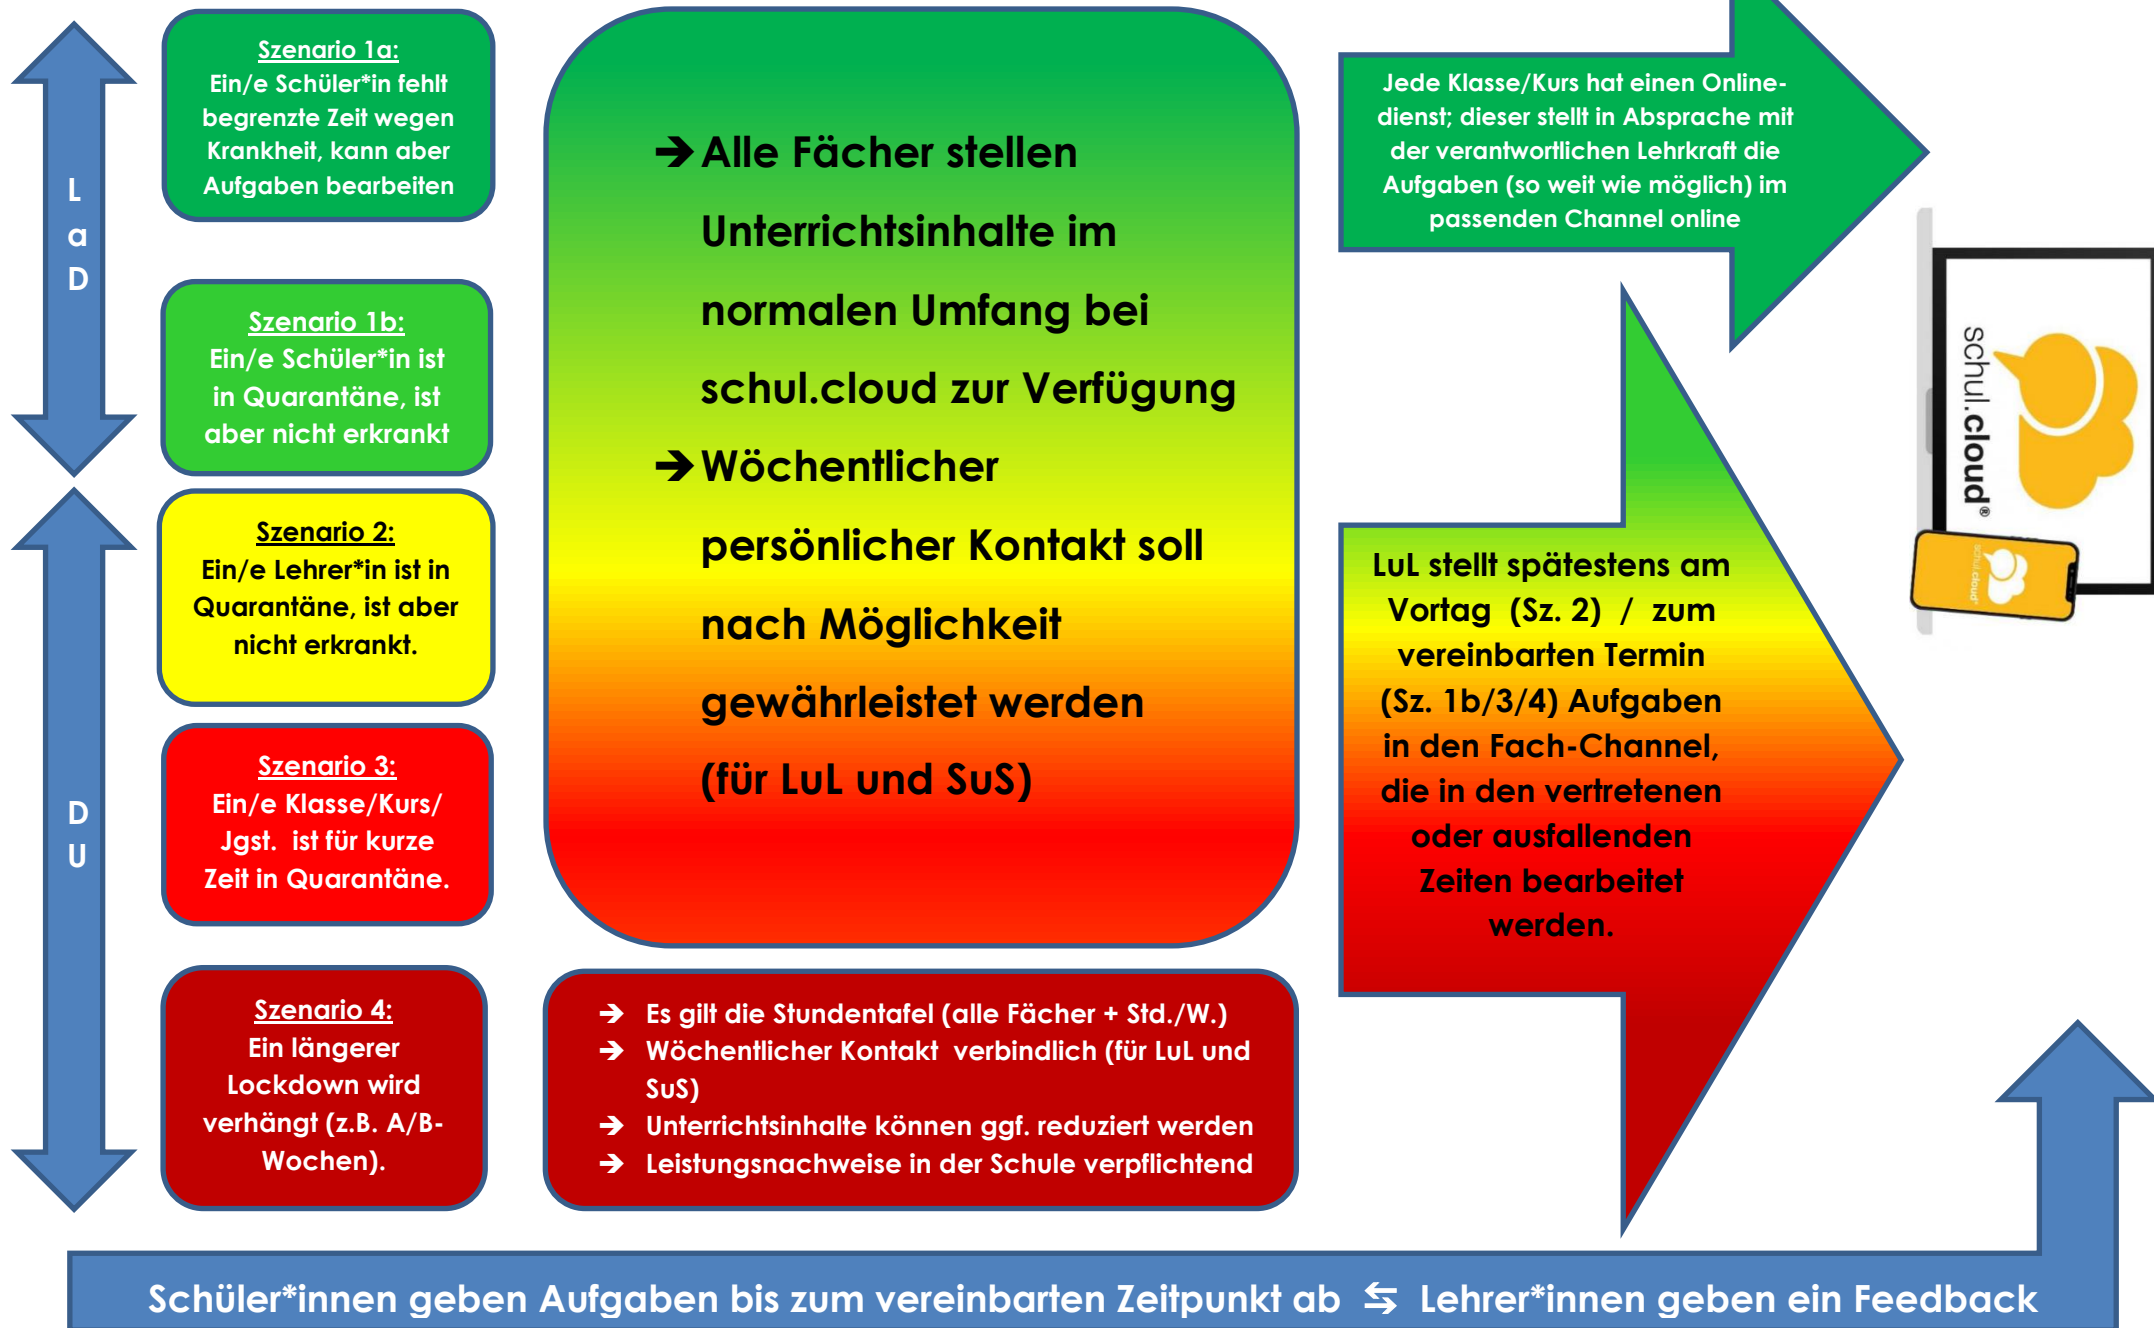 L
a
D
D
U
Szenario 1a:
Ein/e Schüler*in fehlt
begrenzte Zeit wegen
Krankheit, kann aber
Aufgaben bearbeiten
Szenario 1b:
Ein/e Schüler*in ist
in Quarantäne, ist
aber nicht erkrankt
Szenario 2:
Ein/e Lehrer*in ist in
Quarantäne, ist aber
nicht erkrankt.
Szenario 3:
Ein/e Klasse/Kurs/
Jgst. ist für kurze
Zeit in Quarantäne.
Szenario 4:
Ein längerer
Lockdown wird
verhängt (z.B. A/B-
Wochen).
➔ Alle Fächer stellen
Unterrichtsinhalte im
normalen Umfang bei
schul.cloud zur Verfügung
➔ Wöchentlicher
persönlicher Kontakt soll
nach Möglichkeit
gewährleistet werden
(für LuL und SuS)
➔ Es gilt die Stundentafel (alle Fächer + Std./W.)
➔ Wöchentlicher Kontakt verbindlich (für LuL und
SuS)
➔ Unterrichtsinhalte können ggf. reduziert werden
➔ Leistungsnachweise in der Schule verpflichtend
Jede Klasse/Kurs hat einen Online-
dienst; dieser stellt in Absprache mit
der verantwortlichen Lehrkraft die
Aufgaben (so weit wie möglich) im
passenden Channel online
LuL stellt spätestens am
Vortag (Sz. 2) / zum
vereinbarten Termin
(Sz. 1b/3/4) Aufgaben
in den Fach-Channel,
die in den vertretenen
oder ausfallenden
Zeiten bearbeitet
werden.
schul.cloud®
schul.cloud®
Schüler*innen geben Aufgaben bis zum vereinbarten Zeitpunkt ab ⇆ Lehrer*innen geben ein Feedback